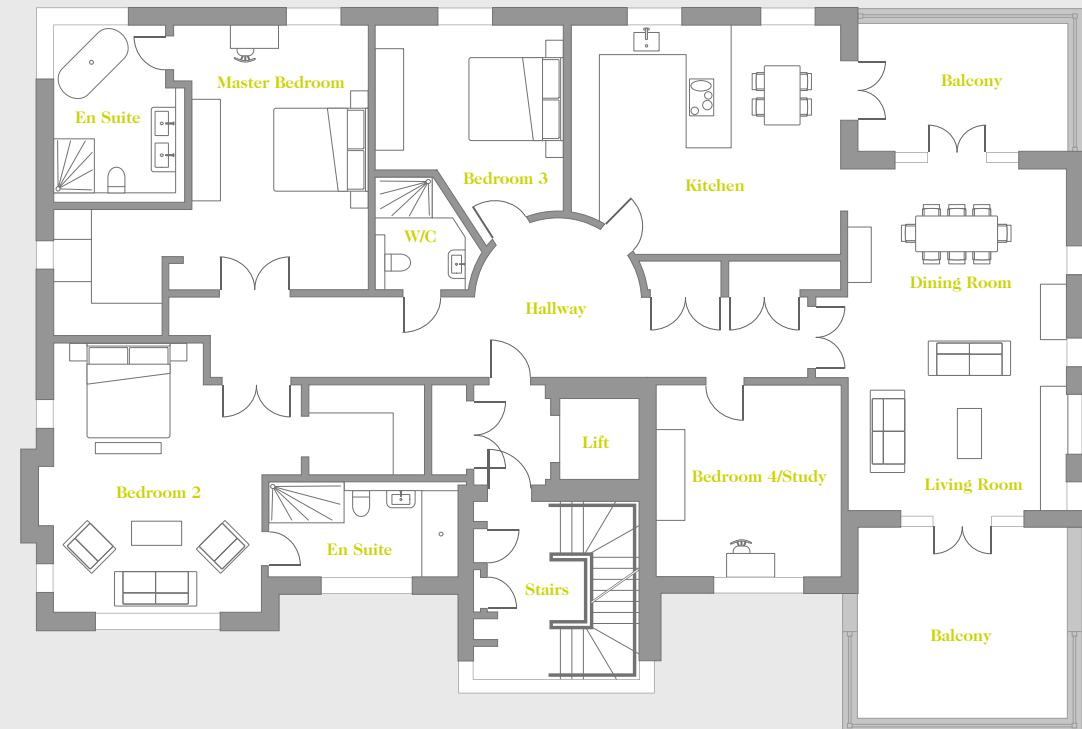 Master Bedroom
Balcony
En Suite
Bedroom 3
Kitchen
W/C
Dining Room
Hallway
Lift
Bedroom 4/Study
Living Room
Bedroom 2
En Suite
Stairs
Balcony